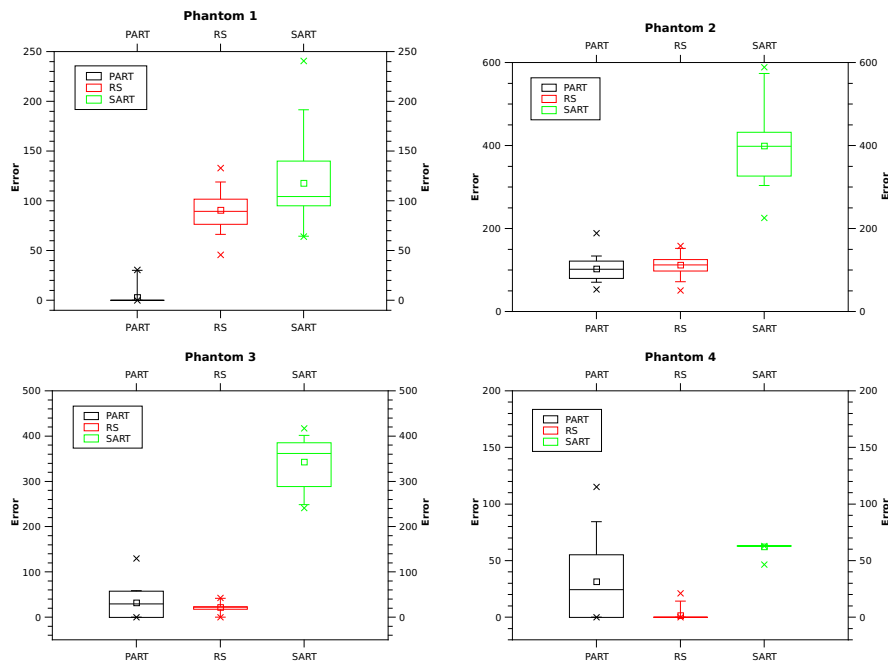 Phantom 1
PART RS SART
250 250
200 200
150 150
100 100
50 50
0 0
Error
Error
PART
RS
SART
PART RS SART
Phantom 2
PART RS SART
600 600
400 400
200 200
0 0
Error
Error
PART
RS
SART
PART RS SART
Phantom 3
PART RS SART
500 500
400 400
300 300
200 200
100 100
0 0
Error
Error
PART
RS
SART
PART RS SART
Phantom 4
PART RS SART
200 200
150 150
100 100
50 50
0 0
Error
Error
PART
RS
SART
PART RS SART